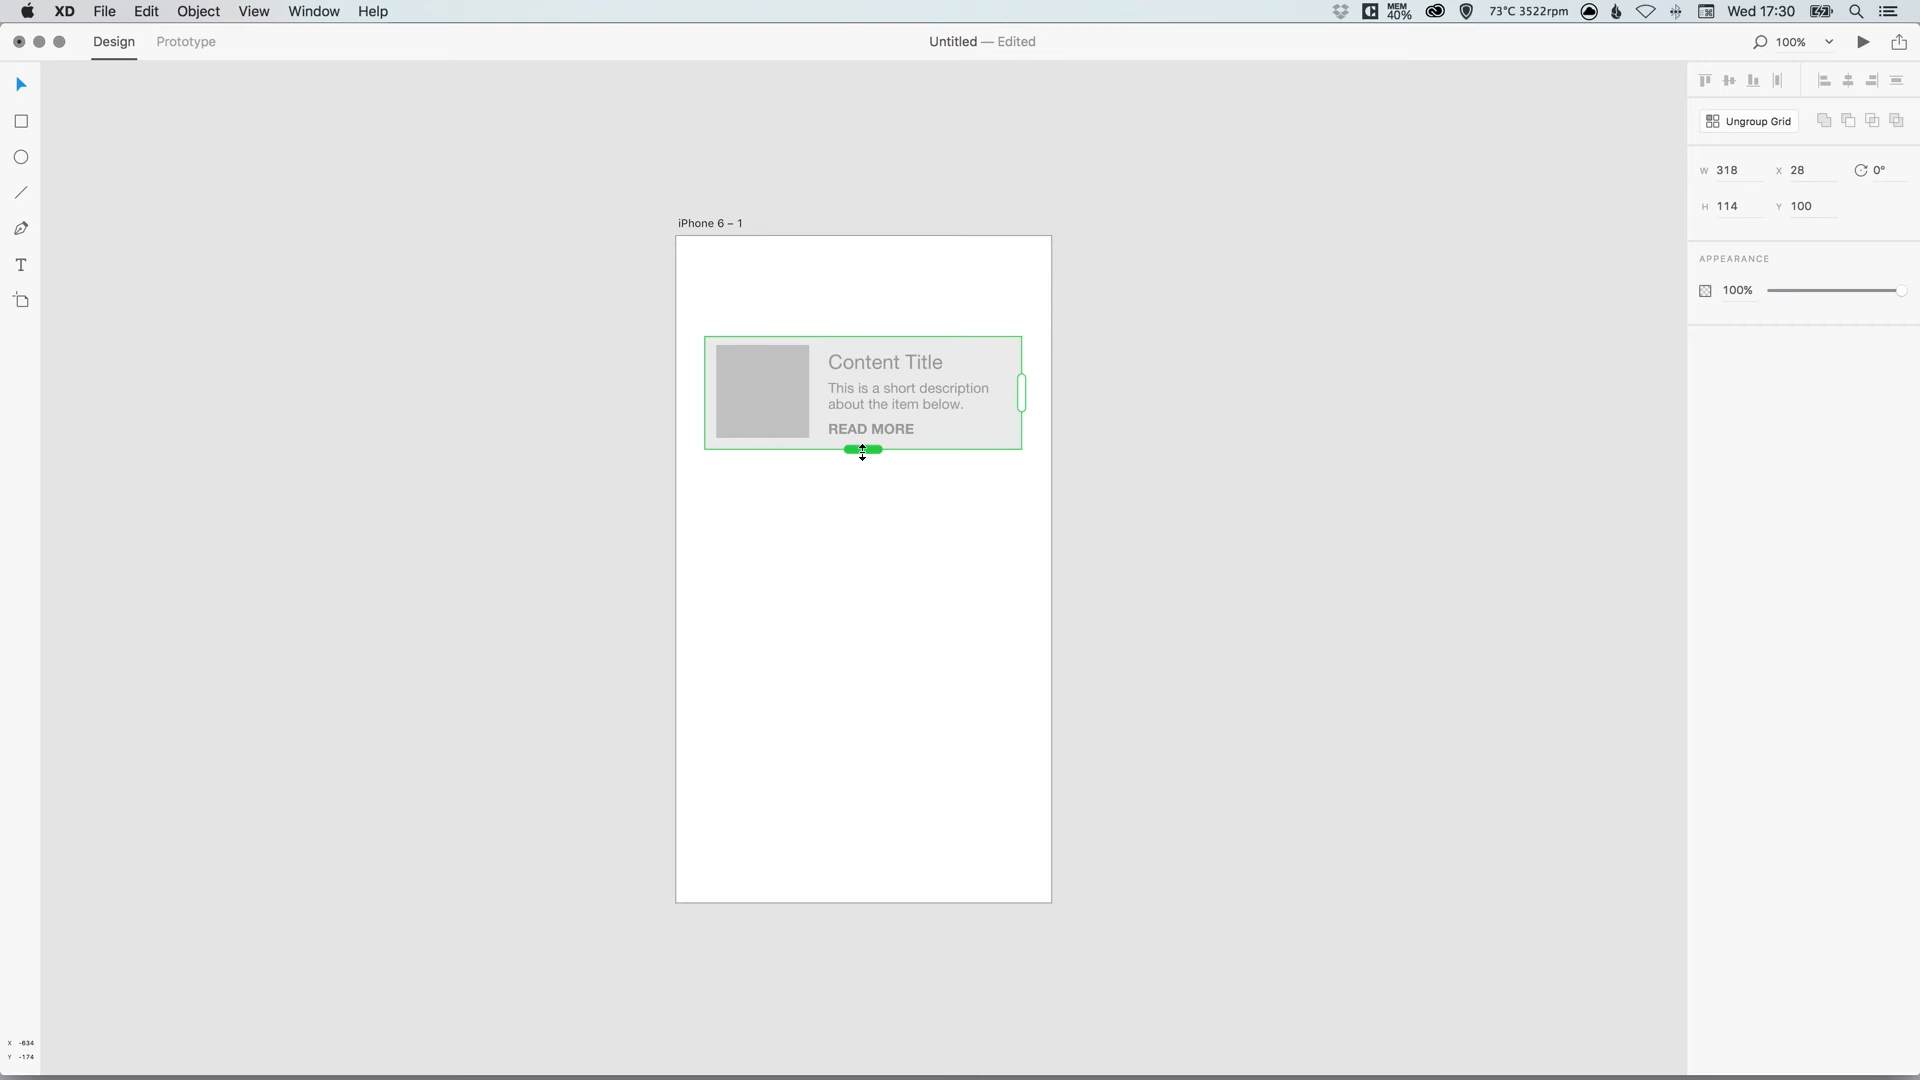 XD File Edit Object View Window Help
MEM 40% 73°C 3522rpm Wed 17:30
Design Prototype
Untitled — Edited
100%
Ungroup Grid
W 318 X 28 0°
H 114 Y 100
APPEARANCE
100%
iPhone 6 – 1
Content Title
This is a short description
about the item below.
READ MORE
X -634
Y -174